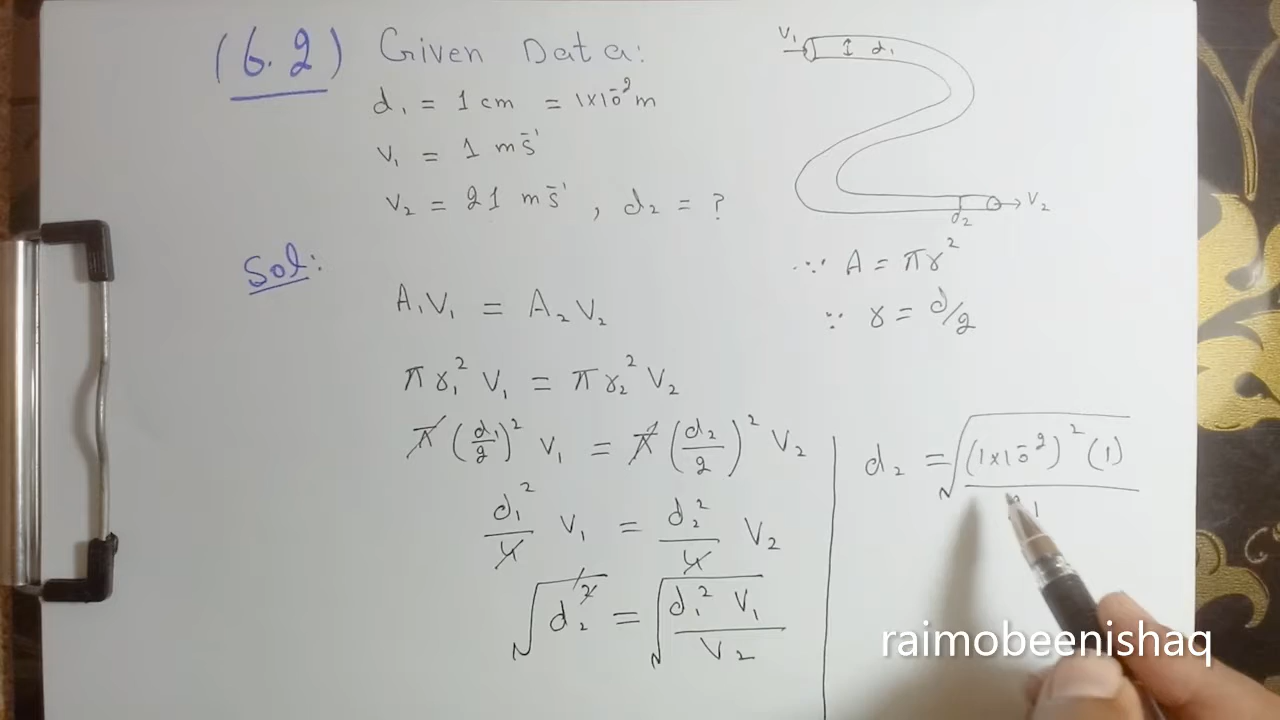 (6.2) Given Data:
d₁ = 1 cm = 1×10⁻² m
V₁ = 1 ms⁻¹
V₂ = 21 ms⁻¹, d₂ = ?
V₁ d₁
d₂ V₂
Sol:
∵ A = πr²
∵ r = d/2
A₁V₁ = A₂V₂
πr₁² V₁ = πr₂² V₂
π(d₁/2)² V₁ = π(d₂/2)² V₂
d₁²/4 V₁ = d₂²/4 V₂
√d₂² = √(d₁² V₁/V₂)
d₂ = √((1×10⁻²)² (1)/21)
raimobeenishaq